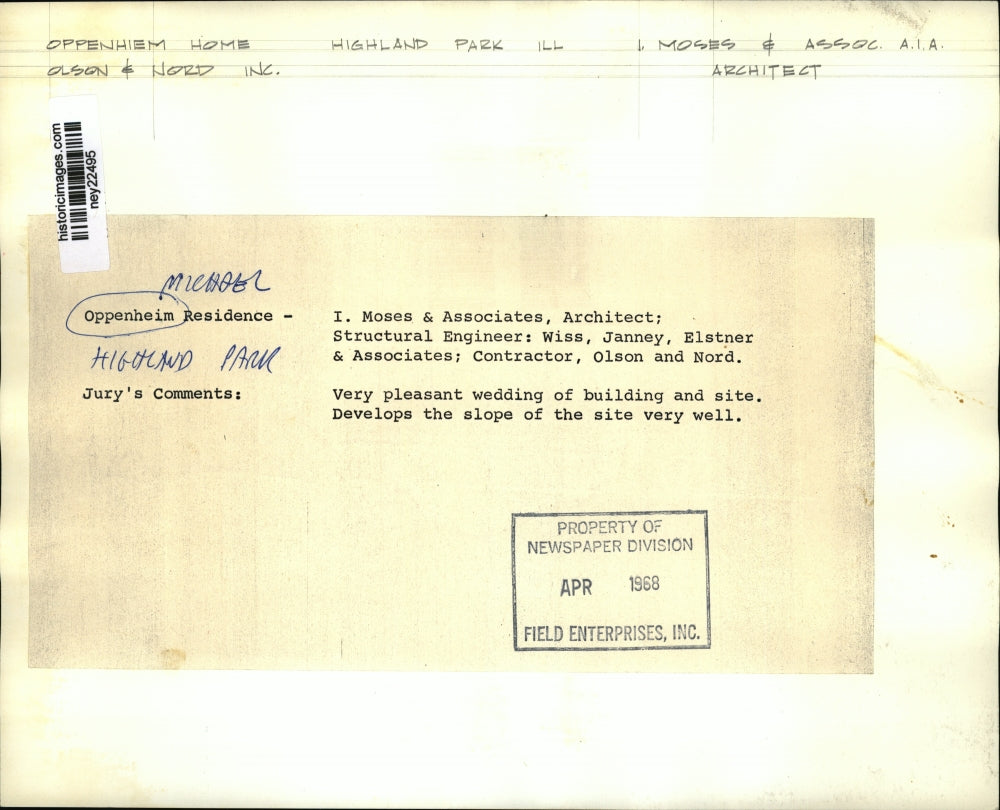 OPPENHIEM HOME HIGHLAND PARK ILL I. MOSES & ASSOC. A.I.A.
OLSON & NORD INC. ARCHITECT
historicimages.com
ney22495
MICHAEL
Oppenheim Residence - I. Moses & Associates, Architect;
Structural Engineer: Wiss, Janney, Elstner
HIGHLAND PARK & Associates; Contractor, Olson and Nord.
Jury's Comments: Very pleasant wedding of building and site.
Develops the slope of the site very well.
PROPERTY OF
NEWSPAPER DIVISION
APR 1968
FIELD ENTERPRISES, INC.